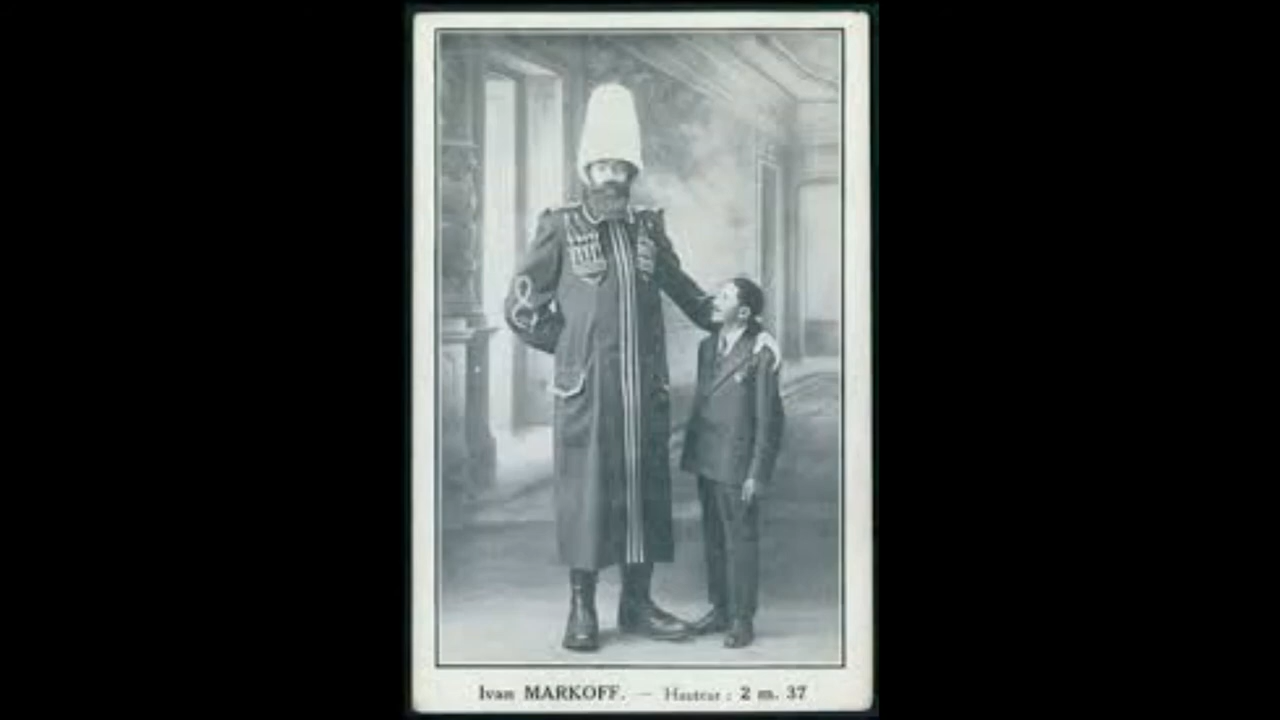 Ivan MARKOFF. — Hauteur : 2 m. 37